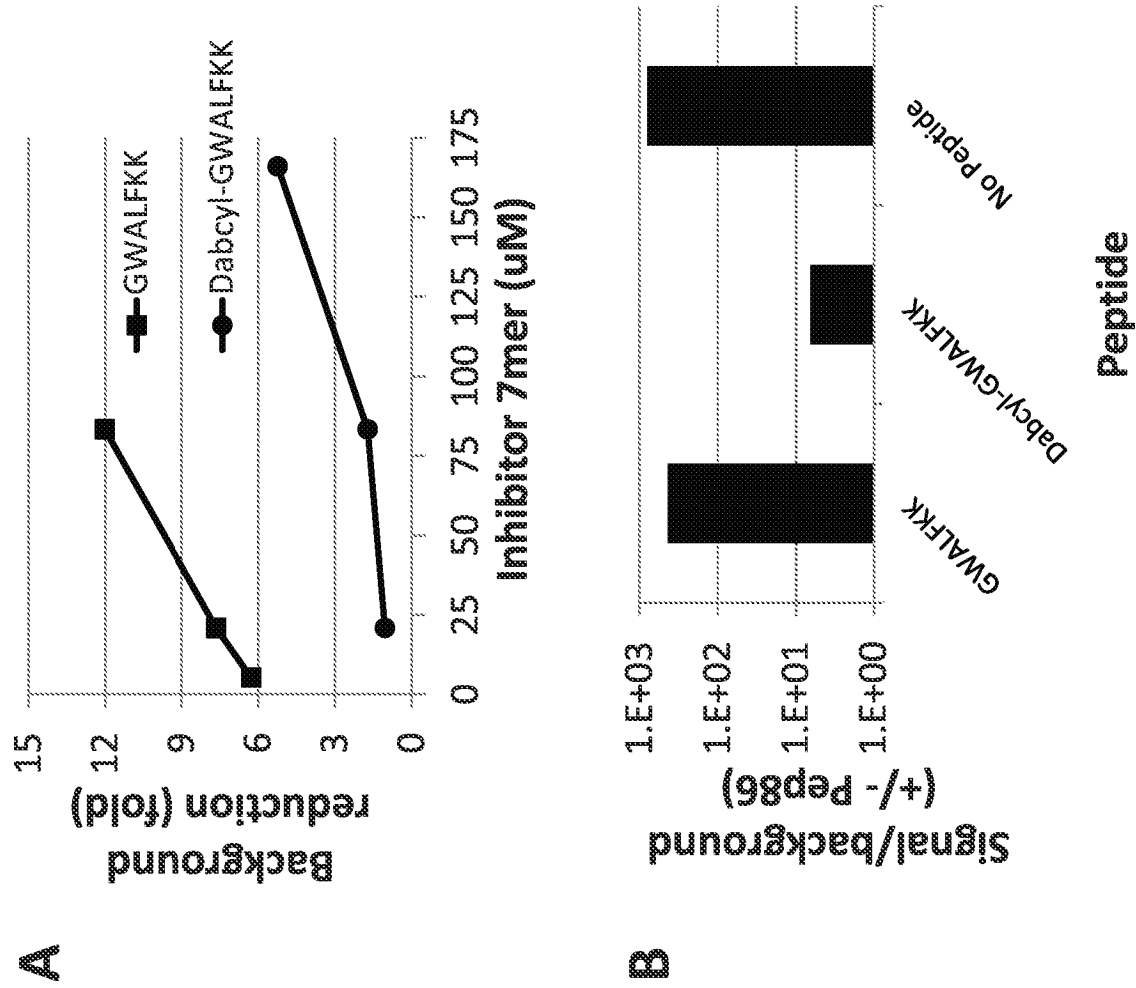 A
Background
reduction (fold)
15
12
9
6
3
0
GWALFKK
Dabcyl-GWALFKK
0 25 50 75 100 125 150 175
Inhibitor 7mer (uM)
B
Signal/background
(+/- Pep86)
1.E+03
1.E+02
1.E+01
1.E+00
GWALFKK
Dabcyl-GWALFKK
No Peptide
Peptide